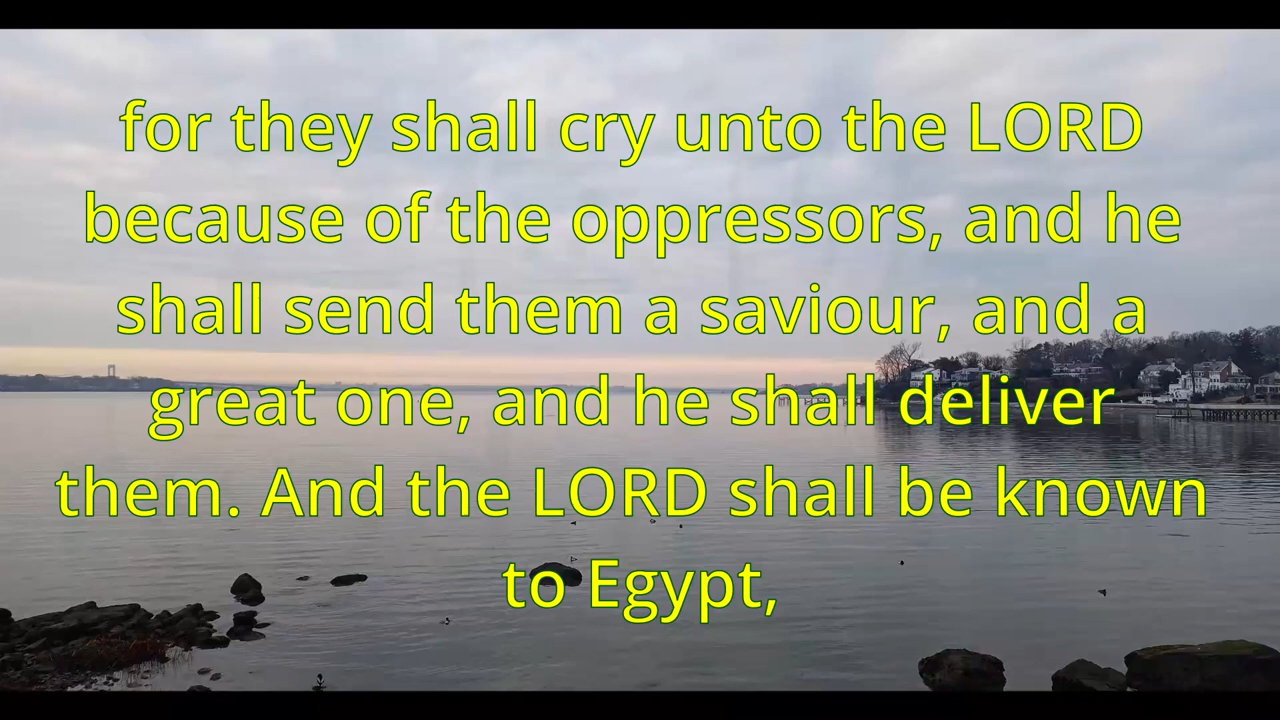 for they shall cry unto the LORD
because of the oppressors, and he
shall send them a saviour, and a
great one, and he shall deliver
them. And the LORD shall be known
to Egypt,